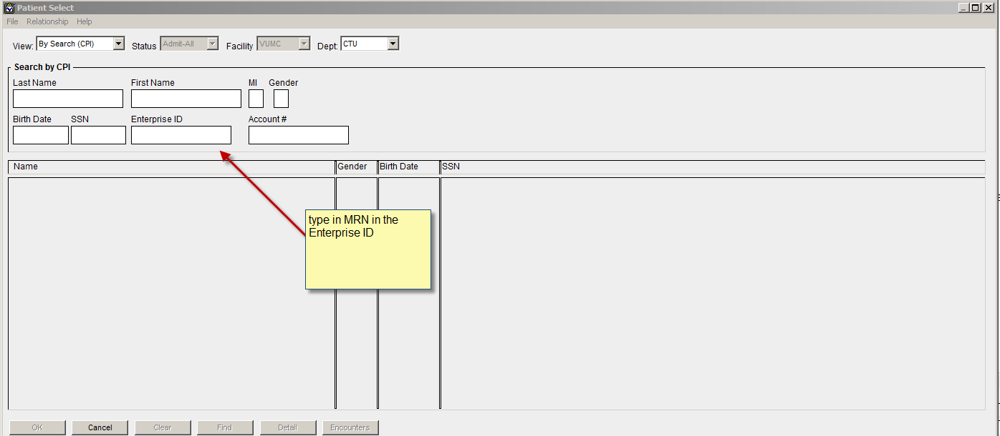 Patient Select
File Relationship Help
View: By Search (CPI) Status Admit-All Facility VUMC Dept: CTU
Search by CPI
Last Name First Name MI Gender
Birth Date SSN Enterprise ID Account #
Name Gender Birth Date SSN
type in MRN in the
Enterprise ID
OK Cancel Clear Find Detail Encounters